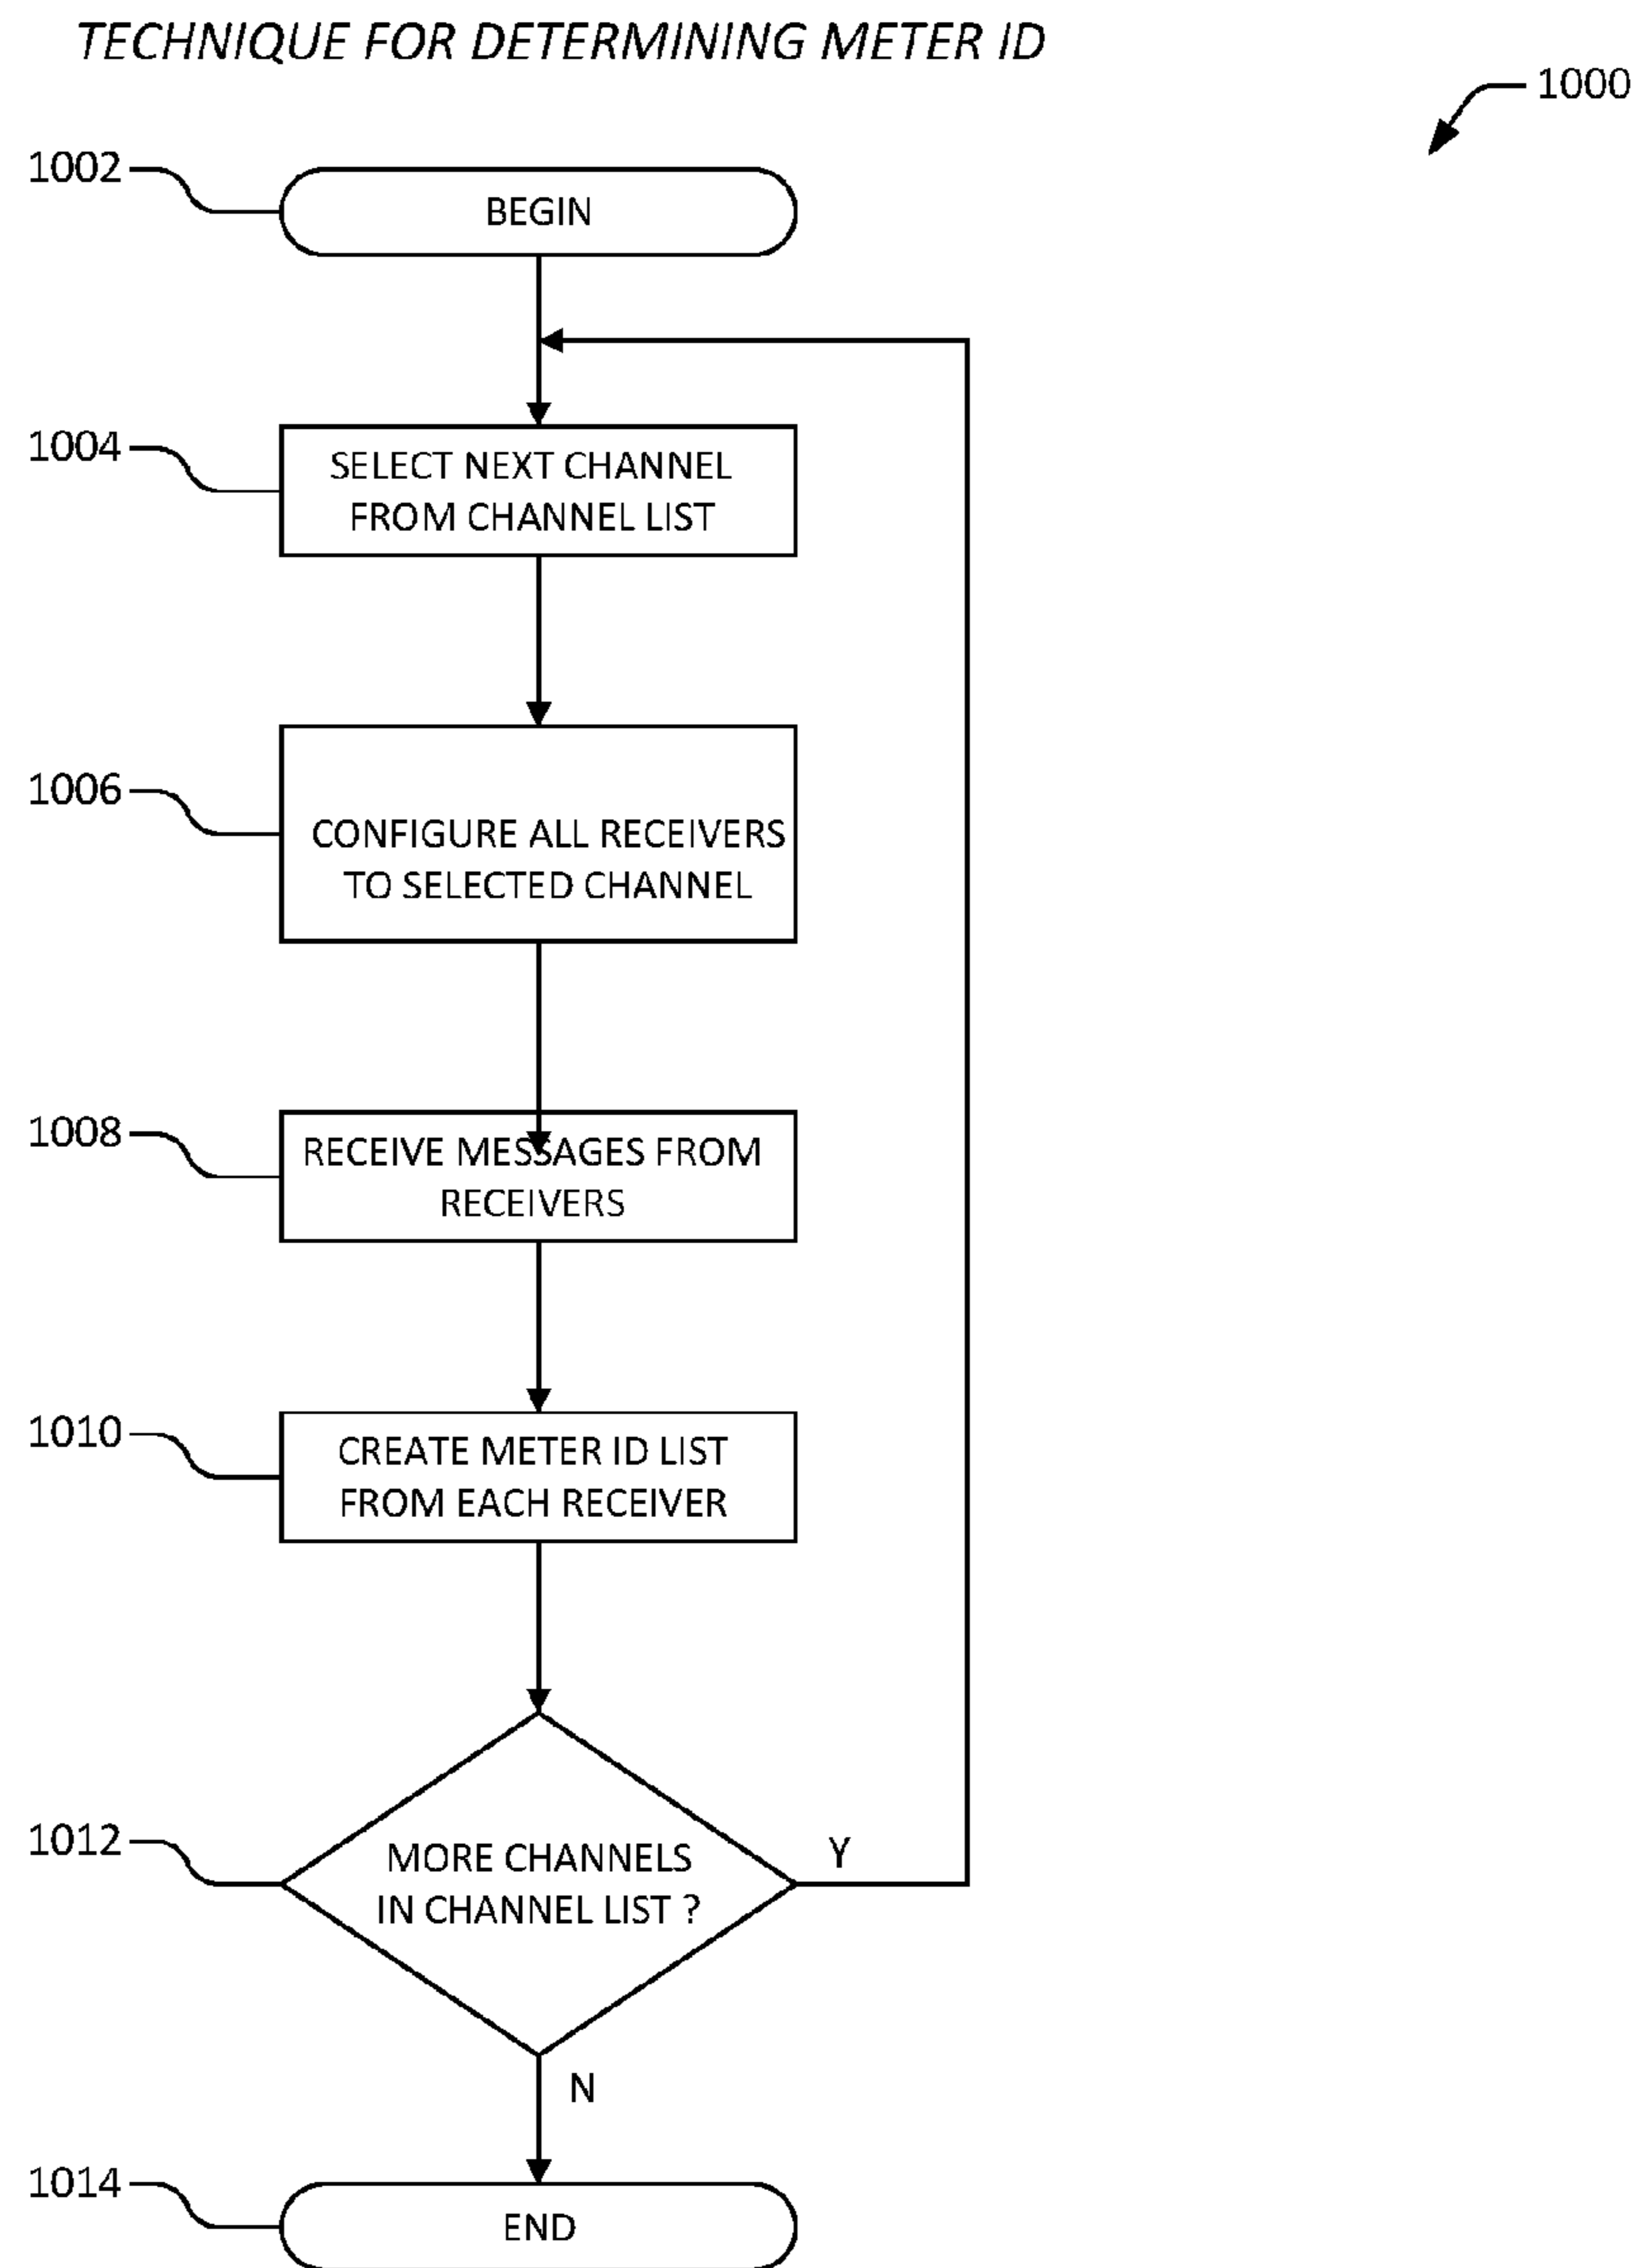 TECHNIQUE FOR DETERMINING METER ID
1000
1002
BEGIN
1004
SELECT NEXT CHANNEL
FROM CHANNEL LIST
1006
CONFIGURE ALL RECEIVERS
TO SELECTED CHANNEL
1008
RECEIVE MESSAGES FROM
RECEIVERS
1010
CREATE METER ID LIST
FROM EACH RECEIVER
1012
MORE CHANNELS
IN CHANNEL LIST ?
Y
N
1014
END